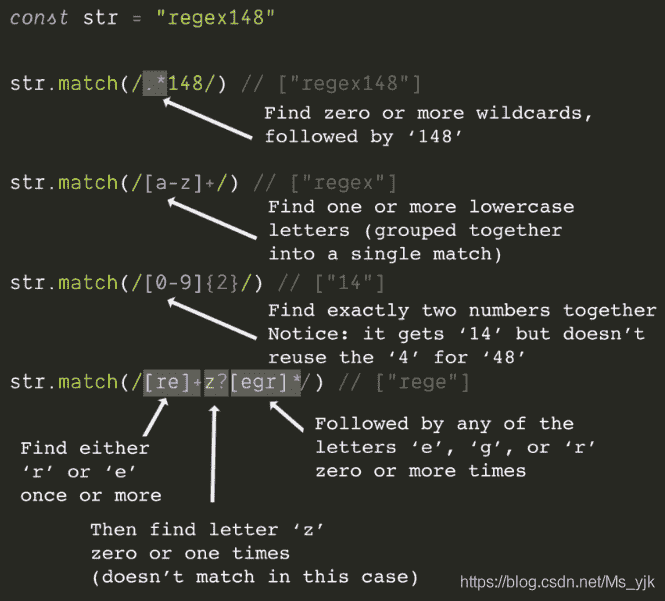 const str = "regex148"
str.match(/.*148/) // ["regex148"]
Find zero or more wildcards,
followed by ‘148’
str.match(/[a-z]+/) // ["regex"]
Find one or more lowercase
letters (grouped together
into a single match)
str.match(/[0-9]{2}/) // ["14"]
Find exactly two numbers together
Notice: it gets ‘14’ but doesn’t
reuse the ‘4’ for ‘48’
str.match(/[re]+z?[egr]*/) // ["rege"]
Find either
‘r’ or ‘e’
once or more
Followed by any of the
letters ‘e’, ‘g’, or ‘r’
zero or more times
Then find letter ‘z’
zero or one times
(doesn’t match in this case)
https://blog.csdn.net/Ms_yjk